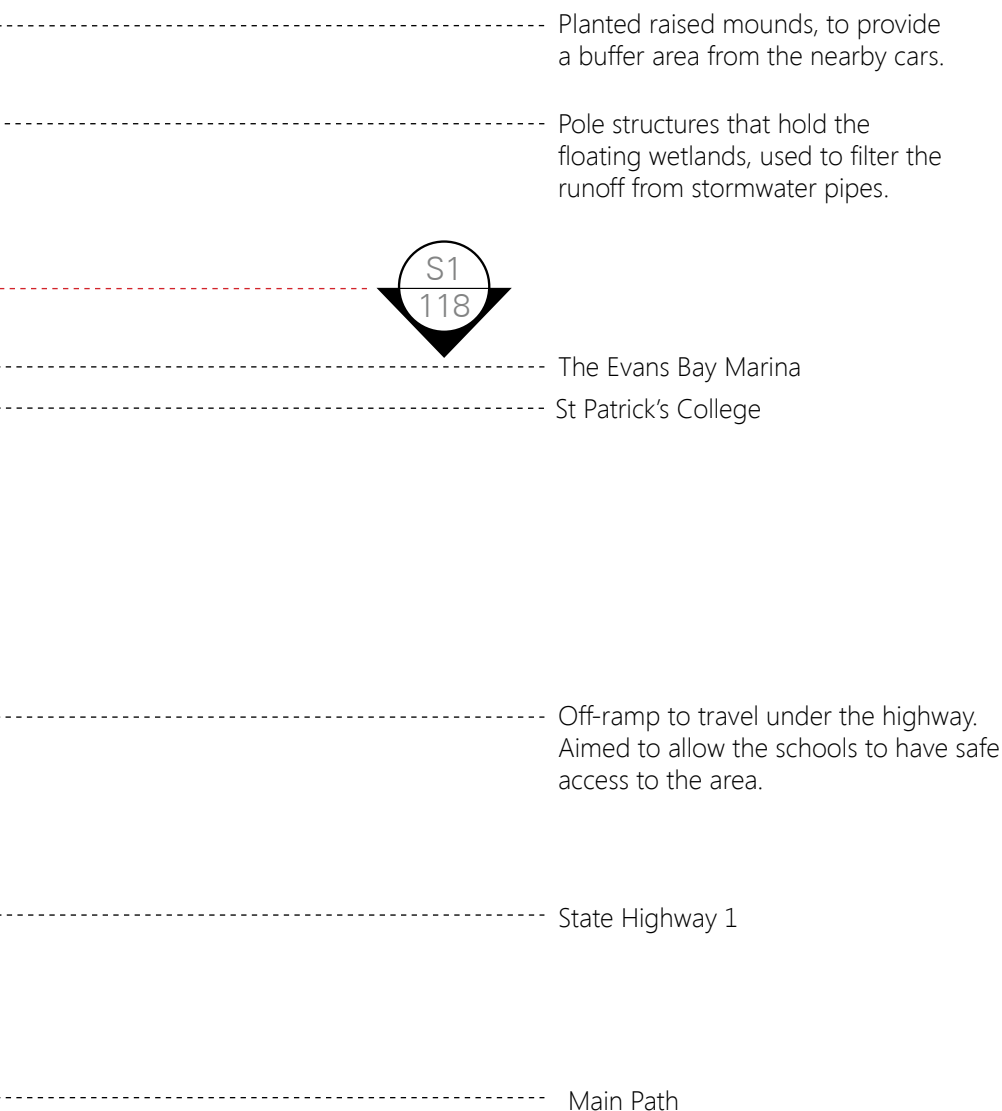 Planted raised mounds, to provide
a buffer area from the nearby cars.
Pole structures that hold the
floating wetlands, used to filter the
runoff from stormwater pipes.
S1
118
The Evans Bay Marina
St Patrick’s College
Off-ramp to travel under the highway.
Aimed to allow the schools to have safe
access to the area.
State Highway 1
Main Path